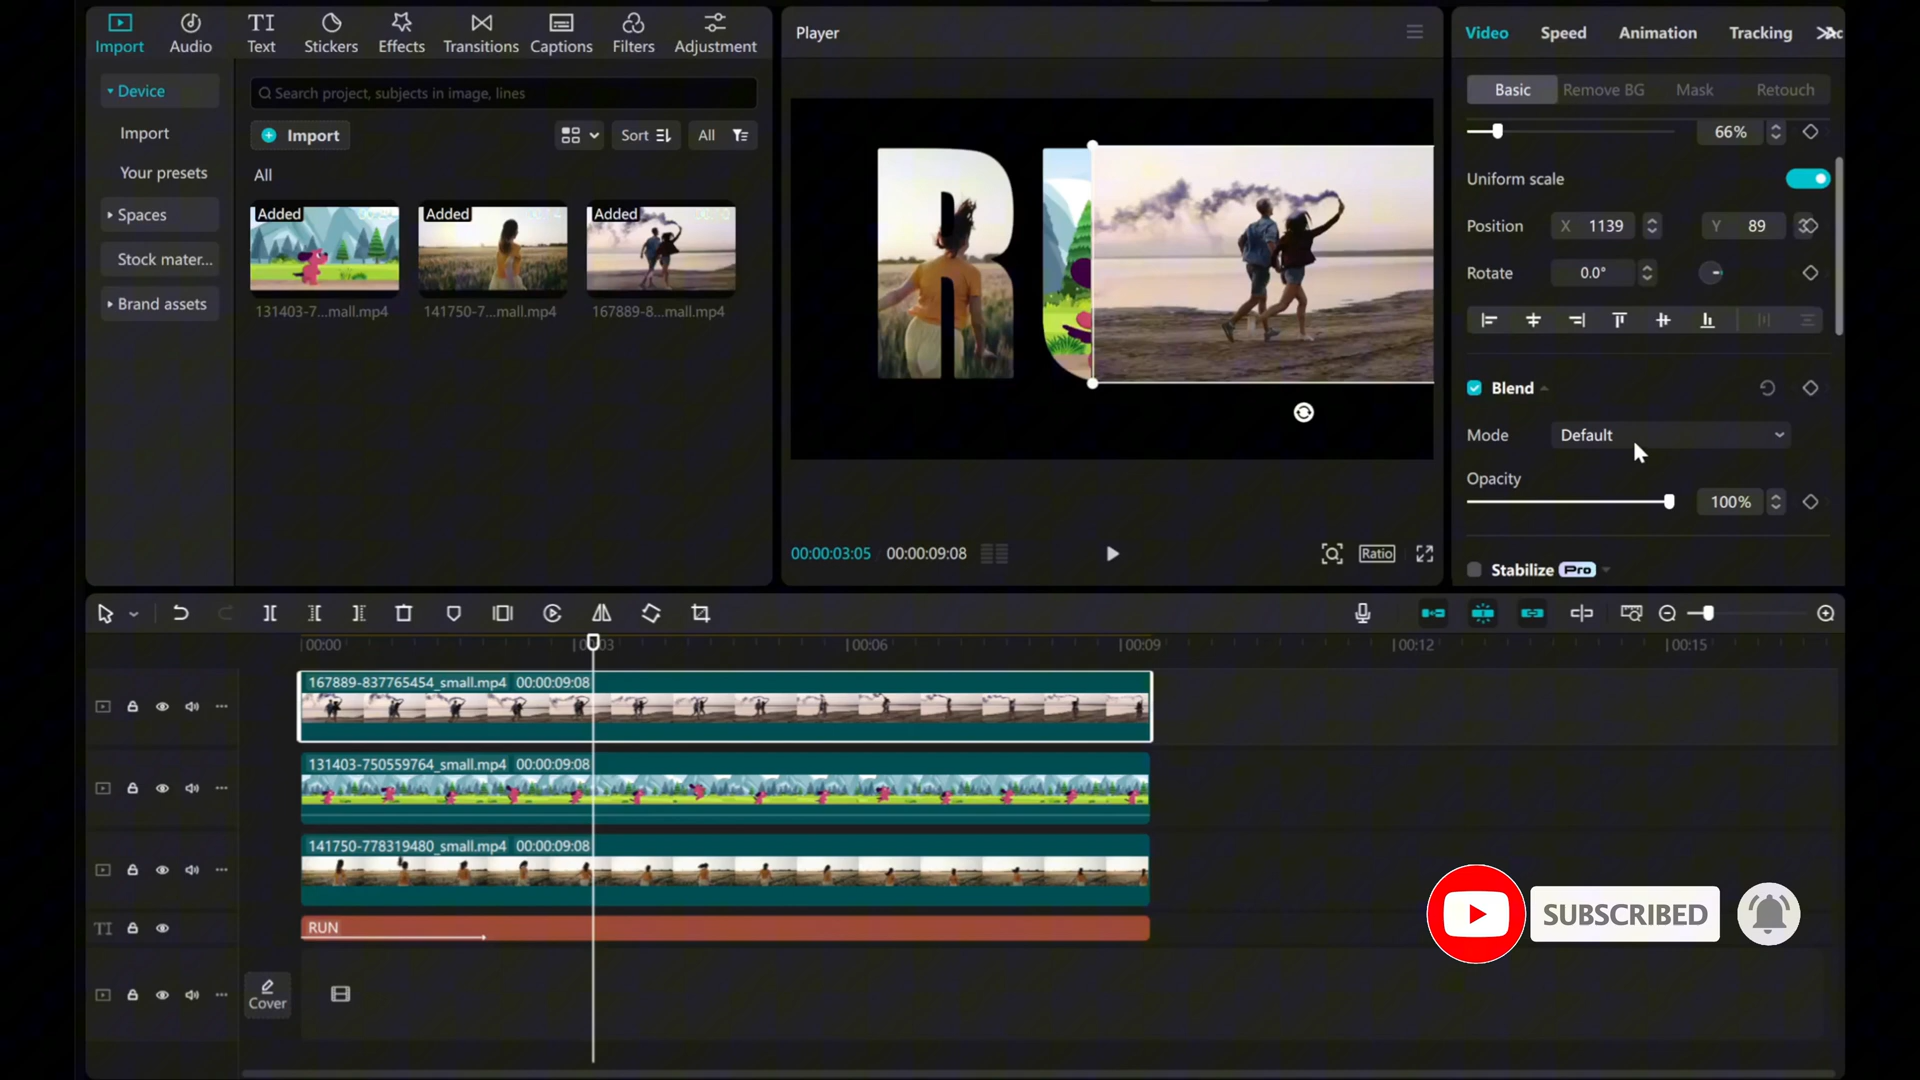 Import
Audio
TI
Text
Stickers
Effects
Transitions
Captions
Filters
Adjustment
Device
Import
Your presets
Spaces
Stock mater...
Brand assets
Search project, subjects in image, lines
Import
Sort
All
All
Added
Added
Added
131403-7...mall.mp4
141750-7...mall.mp4
167889-8...mall.mp4
Player
R
00:00:03:05
00:00:09:08
Ratio
Video
Speed
Animation
Tracking
Basic
Remove BG
Mask
Retouch
66%
Uniform scale
Position
X 1139
Y 89
Rotate
0.0°
Blend
Mode
Default
Opacity
100%
Stabilize
Pro
00:00
00:06
00:09
00:12
00:15
167889-837765454_small.mp4 00:00:09:08
131403-750559764_small.mp4 00:00:09:08
141750-778319480_small.mp4 00:00:09:08
TI
RUN
Cover
SUBSCRIBED